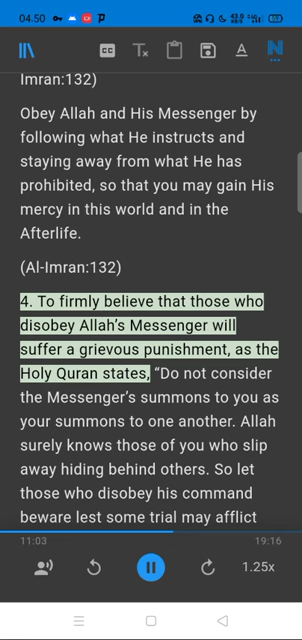 04.50
Imran:132)
Obey Allah and His Messenger by
following what He instructs and
staying away from what He has
prohibited, so that you may gain His
mercy in this world and in the
Afterlife.
(Al-Imran:132)
4. To firmly believe that those who
disobey Allah’s Messenger will
suffer a grievous punishment, as the
Holy Quran states, “Do not consider
the Messenger’s summons to you as
your summons to one another. Allah
surely knows those of you who slip
away hiding behind others. So let
those who disobey his command
beware lest some trial may afflict
11:03
19:16
1.25x